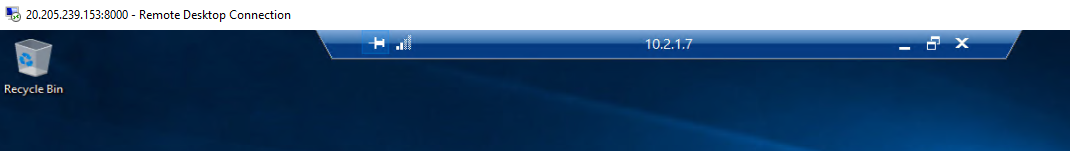 20.205.239.153:8000 - Remote Desktop Connection
10.2.1.7
Recycle Bin